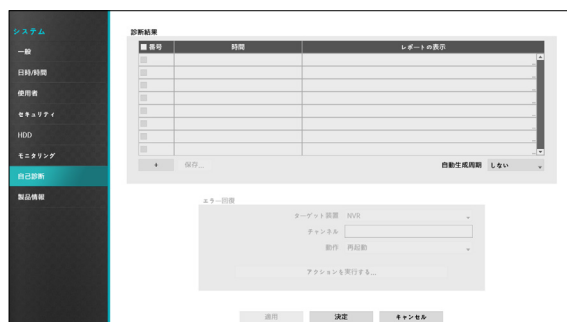 システム
一般
日時/時間
使用者
セキュリティ
HDD
モニタリング
自己診断
製品情報
診断結果
番号 時間 レポートの表示
+ 保存... 自動生成周期 しない
エラー回復
ターゲット装置 NVR
チャンネル
動作 再起動
アクションを実行する...
適用 決定 キャンセル